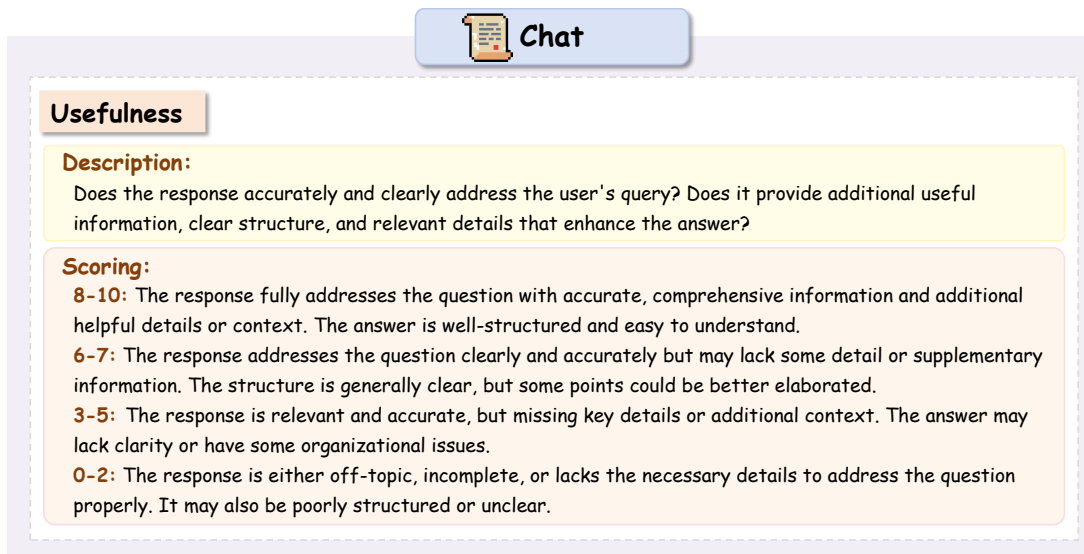 Chat
Usefulness
Description:
Does the response accurately and clearly address the user's query? Does it provide additional useful
information, clear structure, and relevant details that enhance the answer?
Scoring:
8-10: The response fully addresses the question with accurate, comprehensive information and additional
helpful details or context. The answer is well-structured and easy to understand.
6-7: The response addresses the question clearly and accurately but may lack some detail or supplementary
information. The structure is generally clear, but some points could be better elaborated.
3-5: The response is relevant and accurate, but missing key details or additional context. The answer may
lack clarity or have some organizational issues.
0-2: The response is either off-topic, incomplete, or lacks the necessary details to address the question
properly. It may also be poorly structured or unclear.